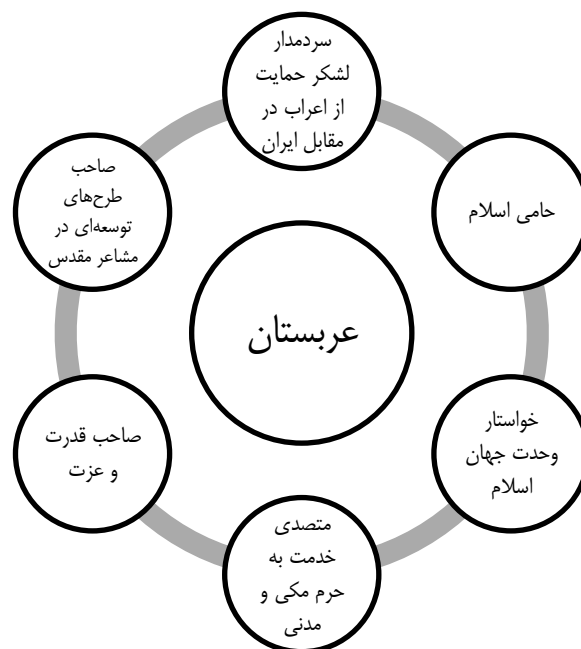 سردمدار
لشکر حمایت
از اعراب در
مقابل ایران
حامی اسلام
خواستار
وحدت جهان
اسلام
متصدی
خدمت به
حرم مکی و
مدنی
صاحب قدرت
و عزت
صاحب
طرح‌های
توسعه‌ای در
مشاعر مقدس
عربستان